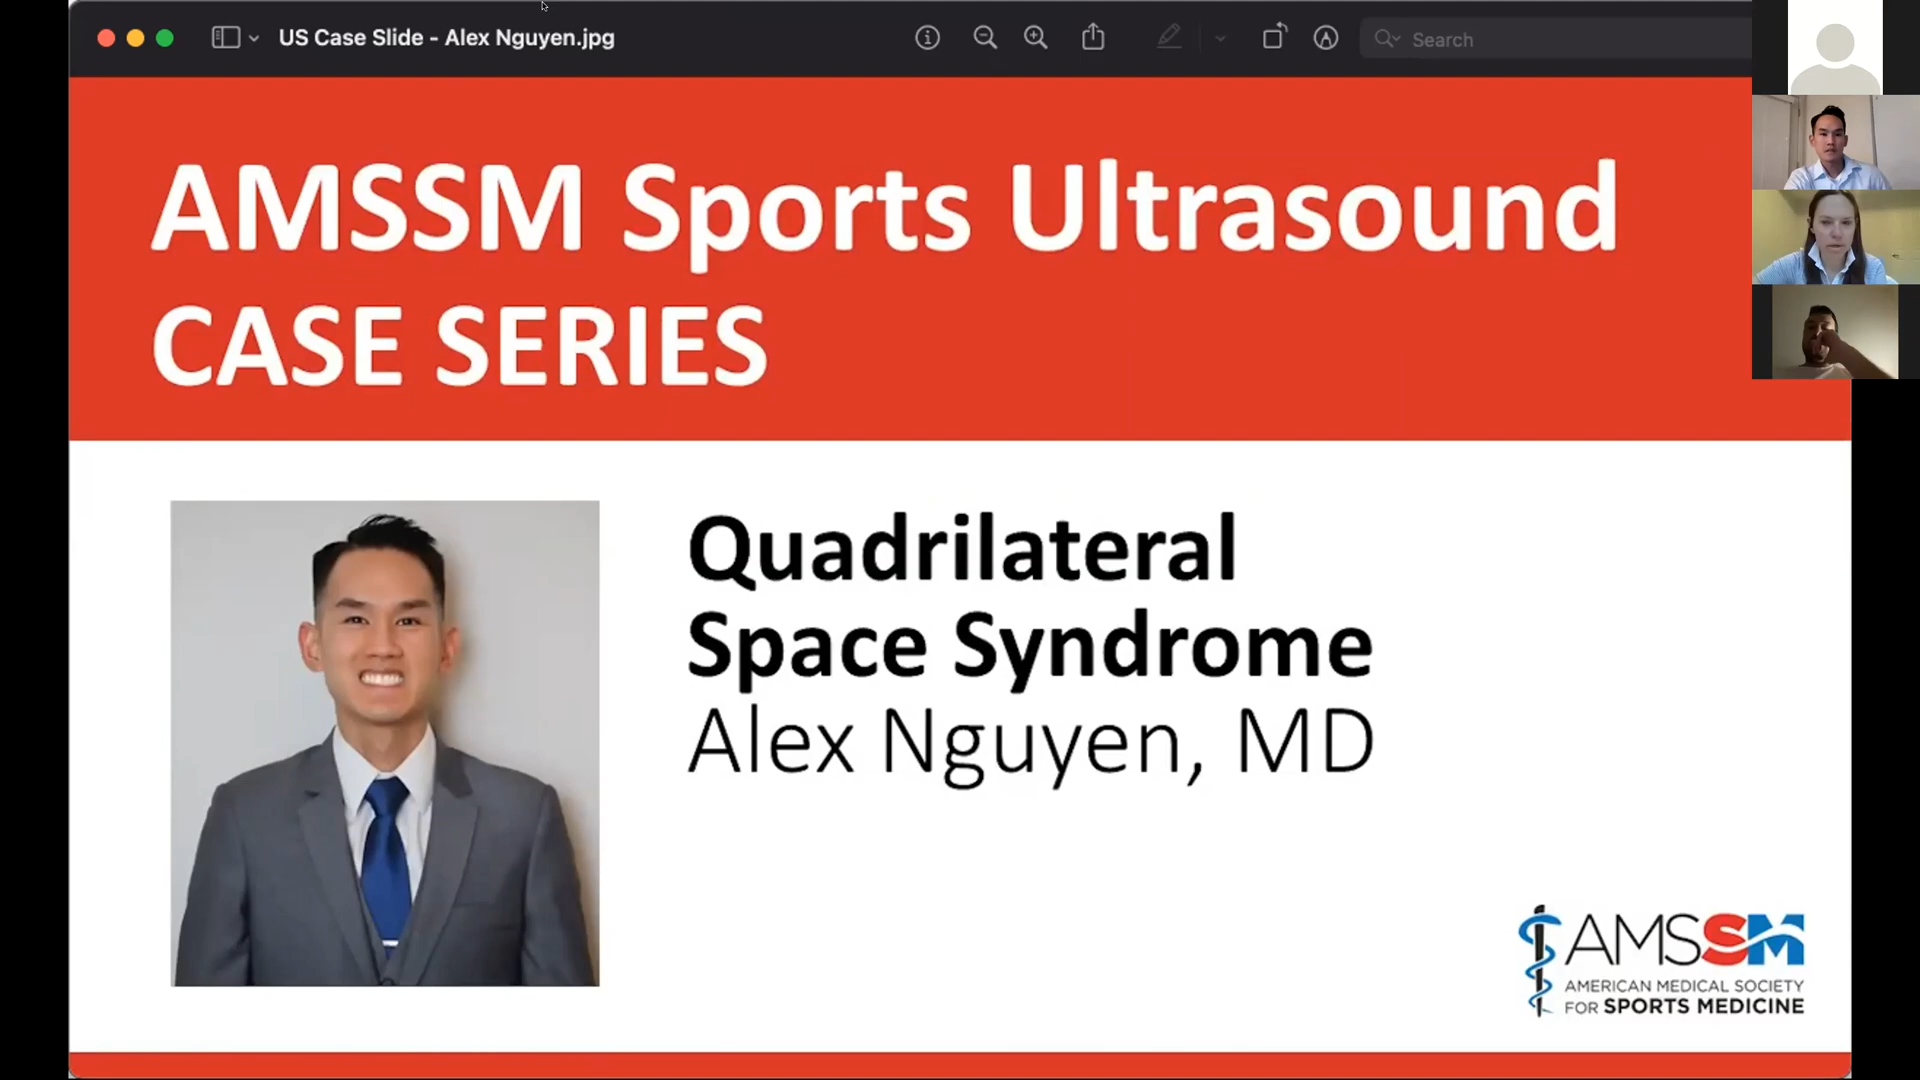 US Case Slide - Alex Nguyen.jpg
Search
AMSSM Sports Ultrasound
CASE SERIES
Quadrilateral
Space Syndrome
Alex Nguyen, MD
AMSSM
AMERICAN MEDICAL SOCIETY
FOR SPORTS MEDICINE